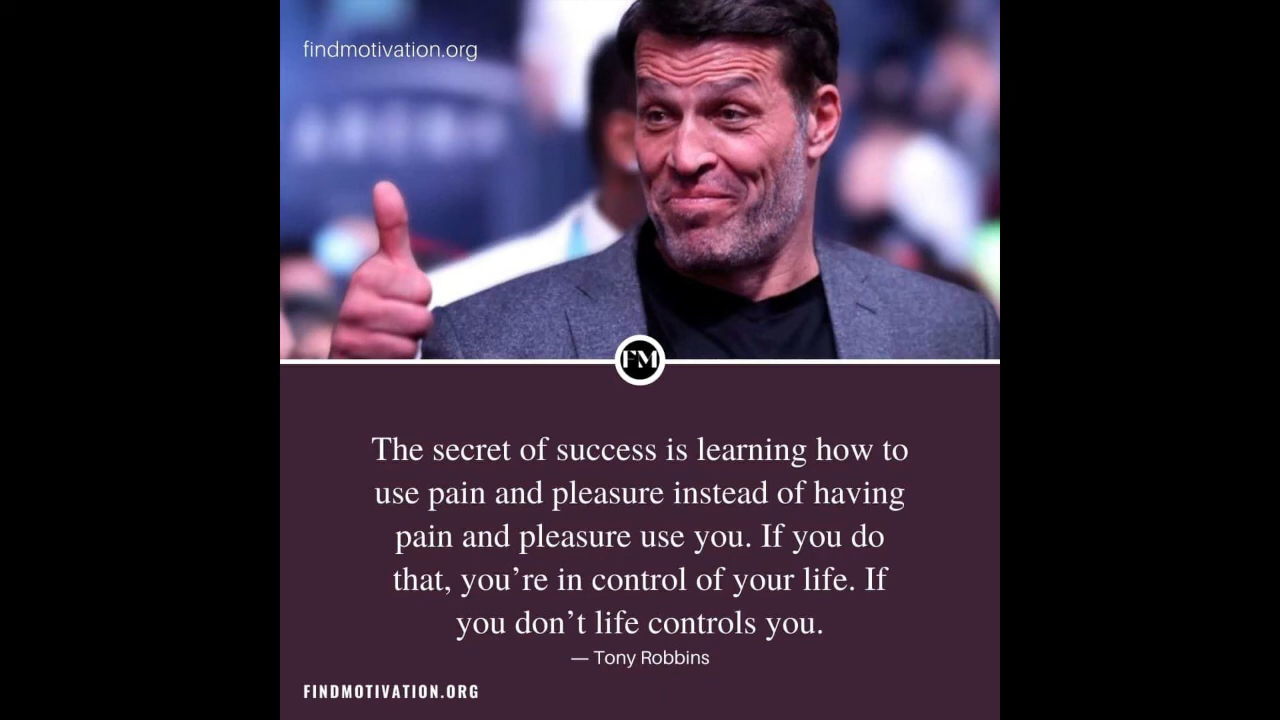 findmotivation.org
FM
The secret of success is learning how to
use pain and pleasure instead of having
pain and pleasure use you. If you do
that, you’re in control of your life. If
you don’t life controls you.
— Tony Robbins
FINDMOTIVATION.ORG